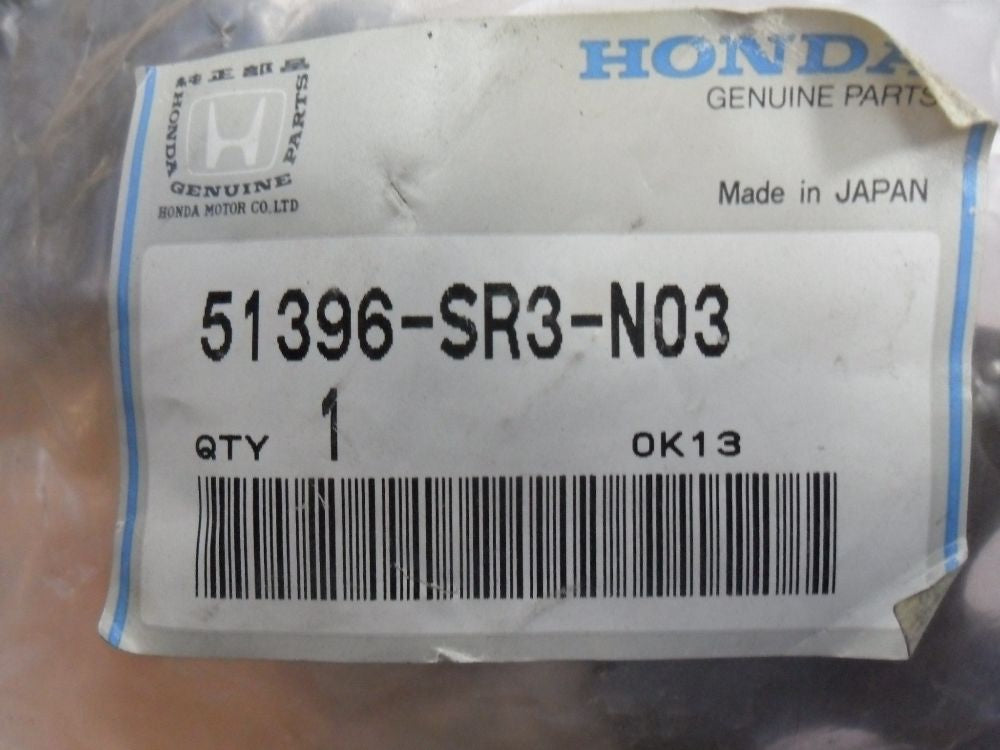 純正部品
HONDA GENUINE PARTS
HONDA MOTOR CO.LTD
HONDA
GENUINE PARTS
Made in JAPAN
51396-SR3-N03
QTY 1
0K13